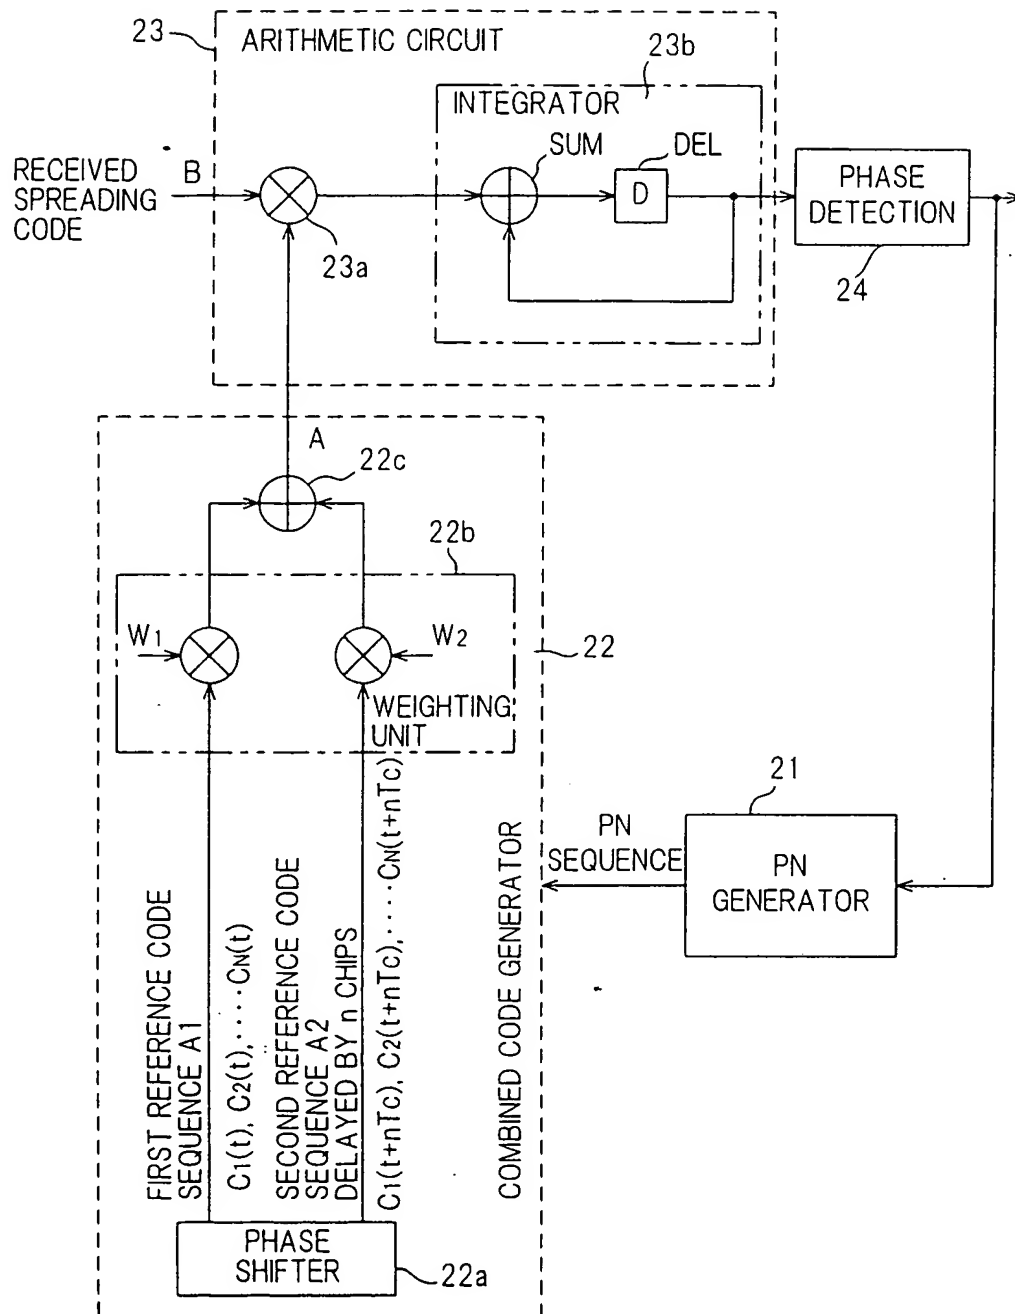 23
ARITHMETIC CIRCUIT
23b
INTEGRATOR
SUM
DEL
RECEIVED
SPREADING
CODE
B
D
PHASE
DETECTION
23a
24
A
22c
22b
W1
W2
22
WEIGHTING
UNIT
21
PN
SEQUENCE
PN
GENERATOR
FIRST REFERENCE CODE
SEQUENCE A1
C1(t), C2(t),····CN(t)
SECOND REFERENCE CODE
SEQUENCE A2
DELAYED BY n CHIPS
C1(t+nTc), C2(t+nTc),····CN(t+nTc)
COMBINED CODE GENERATOR
PHASE
SHIFTER
22a